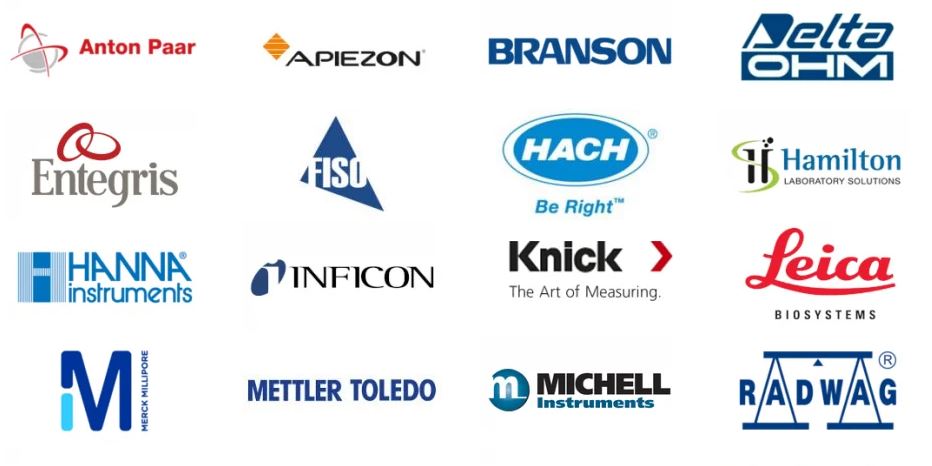 Anton Paar
APIEZON®
BRANSON
Delta
OHM
Entegris
FISO
HACH®
Be Right™
Hamilton
LABORATORY SOLUTIONS
HANNA®
instruments
INFICON
Knick
The Art of Measuring.
Leica
BIOSYSTEMS
M
MERCK MILLIPORE
METTLER TOLEDO
m MICHELL
Instruments
RADWAG®